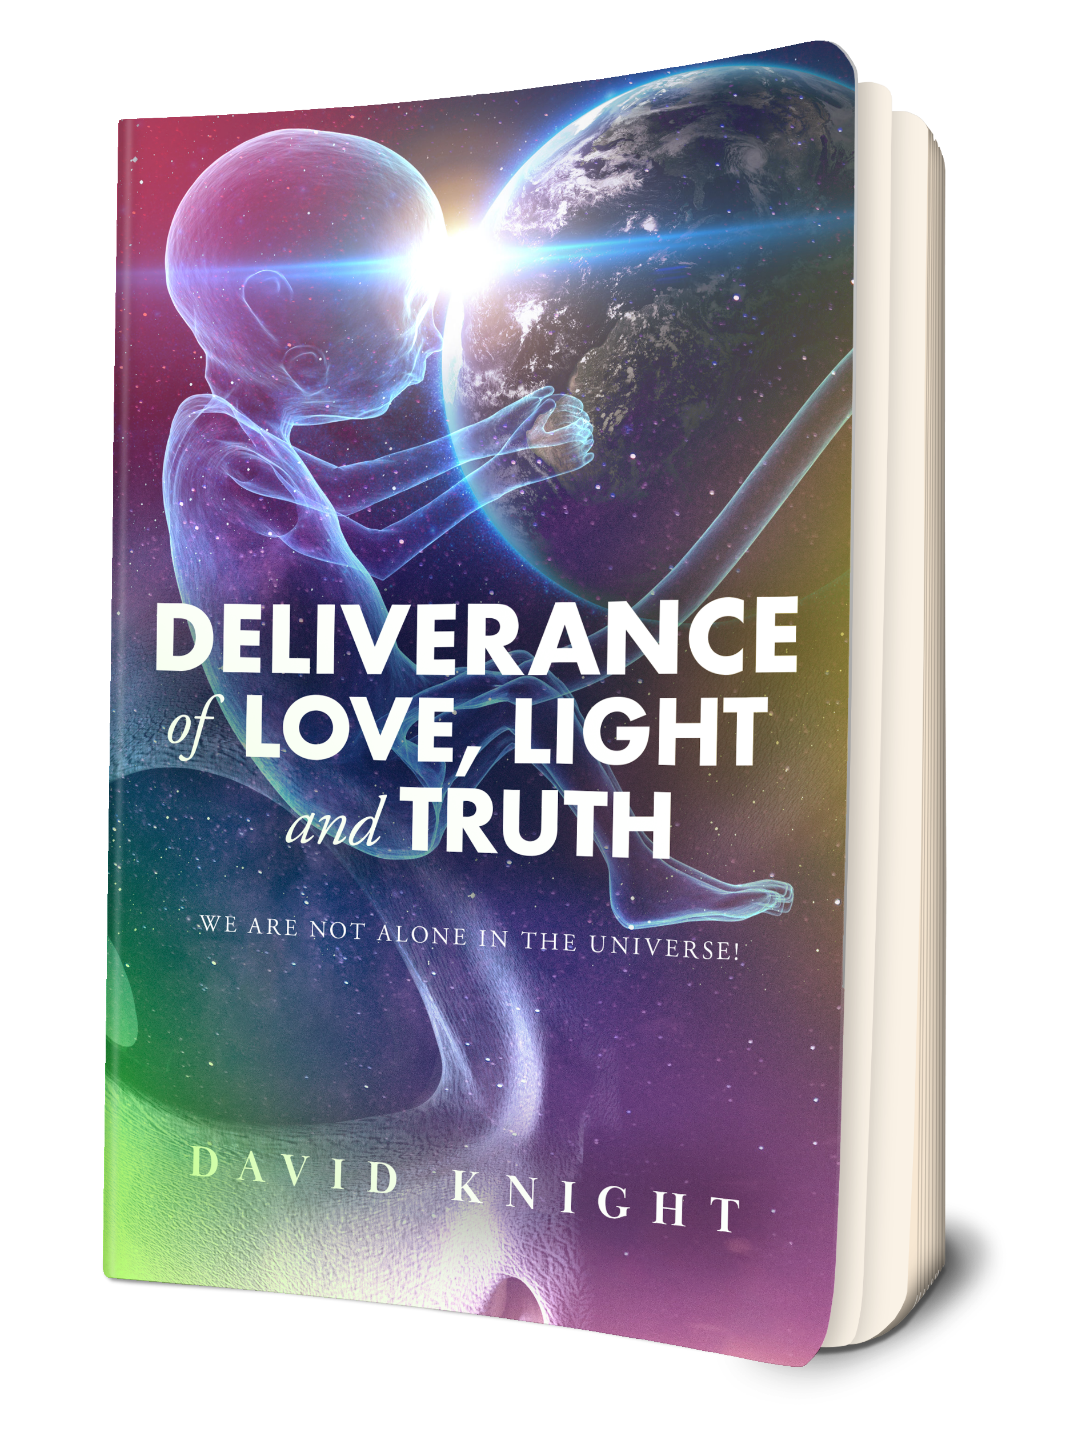 DELIVERANCE
of LOVE, LIGHT
and TRUTH
WE ARE NOT ALONE IN THE UNIVERSE!
DAVID KNIGHT